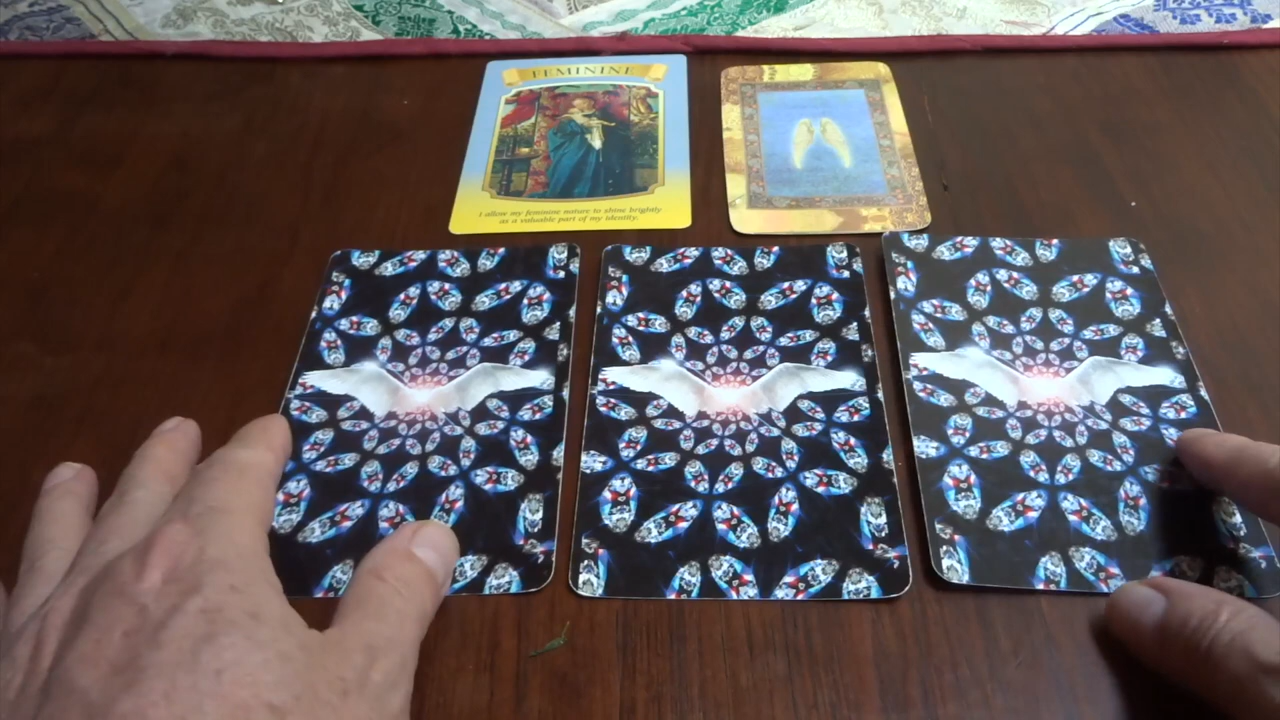 FEMININE
I allow my feminine nature to shine brightly
as a valuable part of my identity.